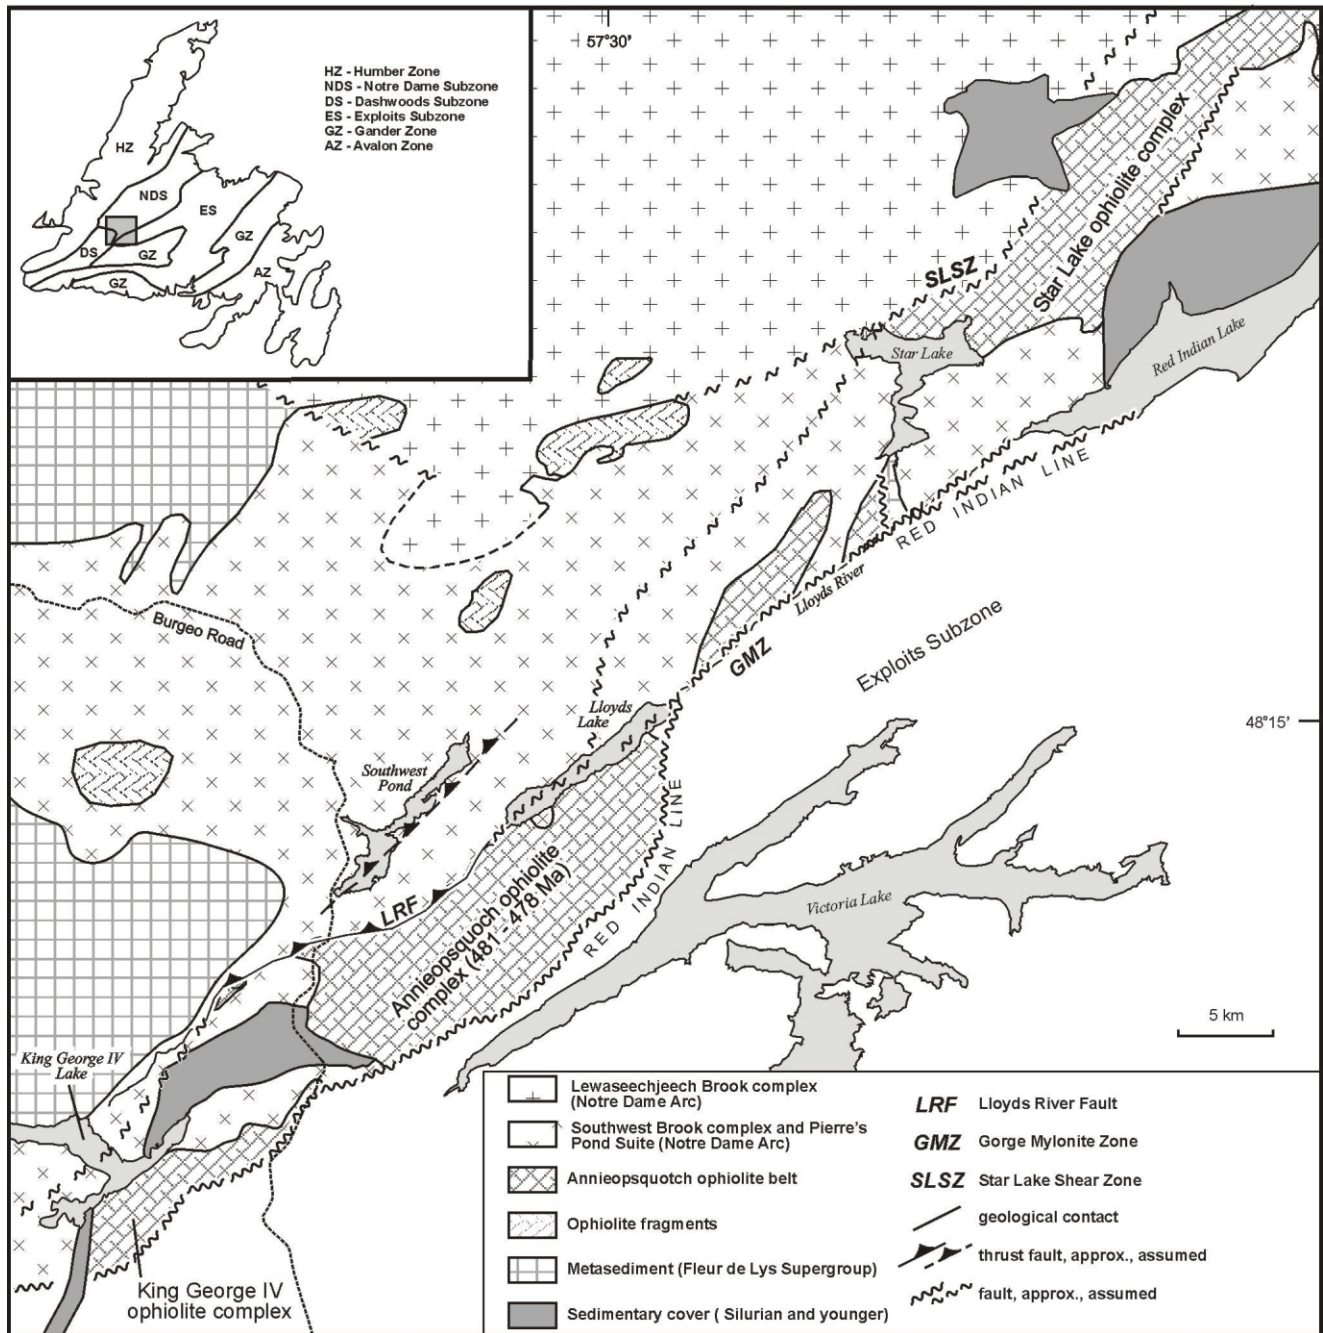 HZ - Humber Zone
NDS - Notre Dame Subzone
DS - Dashwoods Subzone
ES - Exploits Subzone
GZ - Gander Zone
AZ - Avalon Zone
HZ
NDS
ES
GZ
DS
GZ
GZ
AZ
57°30'
Star Lake ophiolite complex
SLSZ
Star Lake
Red Indian Lake
RED INDIAN LINE
Lloyds River
GMZ
Exploits Subzone
Burgeo Road
Lloyds
Lake
48°15'
Southwest
Pond
RED INDIAN LINE
LRF
Annieopsquoch ophiolite
complex (481 - 478 Ma)
Victoria Lake
5 km
King George IV
Lake
King George IV
ophiolite complex
Lewaseechjeech Brook complex
(Notre Dame Arc)
Southwest Brook complex and Pierre's
Pond Suite (Notre Dame Arc)
Annieopsquotch ophiolite belt
Ophiolite fragments
Metasediment (Fleur de Lys Supergroup)
Sedimentary cover ( Silurian and younger)
LRF Lloyds River Fault
GMZ Gorge Mylonite Zone
SLSZ Star Lake Shear Zone
geological contact
thrust fault, approx., assumed
fault, approx., assumed